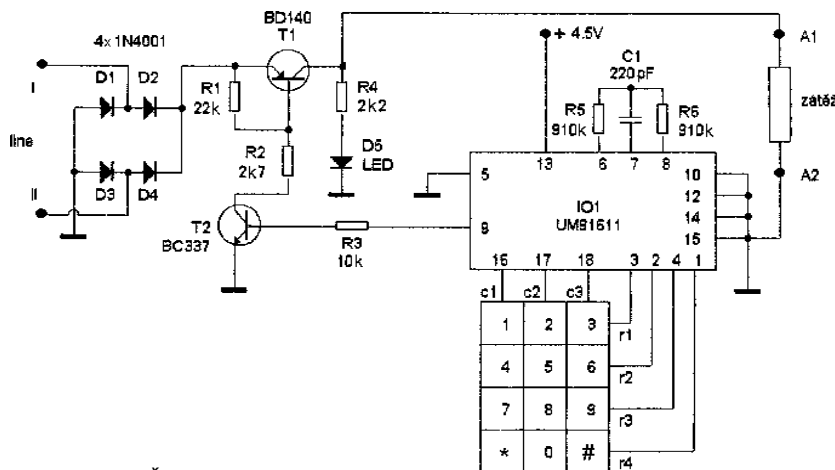 BD140
T1
4x1N4001
D1 D2
I
line
II
D3 D4
R1
22k
R2
2k7
R4
2k2
D5
LED
T2
BC337
R3
10k
+ 4.5V
C1
220pF
R5
910k
R6
910k
A1
zátěž
A2
13 6 7 8
5
9
10
12
14
15
IO1
UM91611
16 17 18 3 2 4 1
c1 c2 c3
1 2 3 r1
4 5 6 r2
7 8 9 r3
* 0 # r4